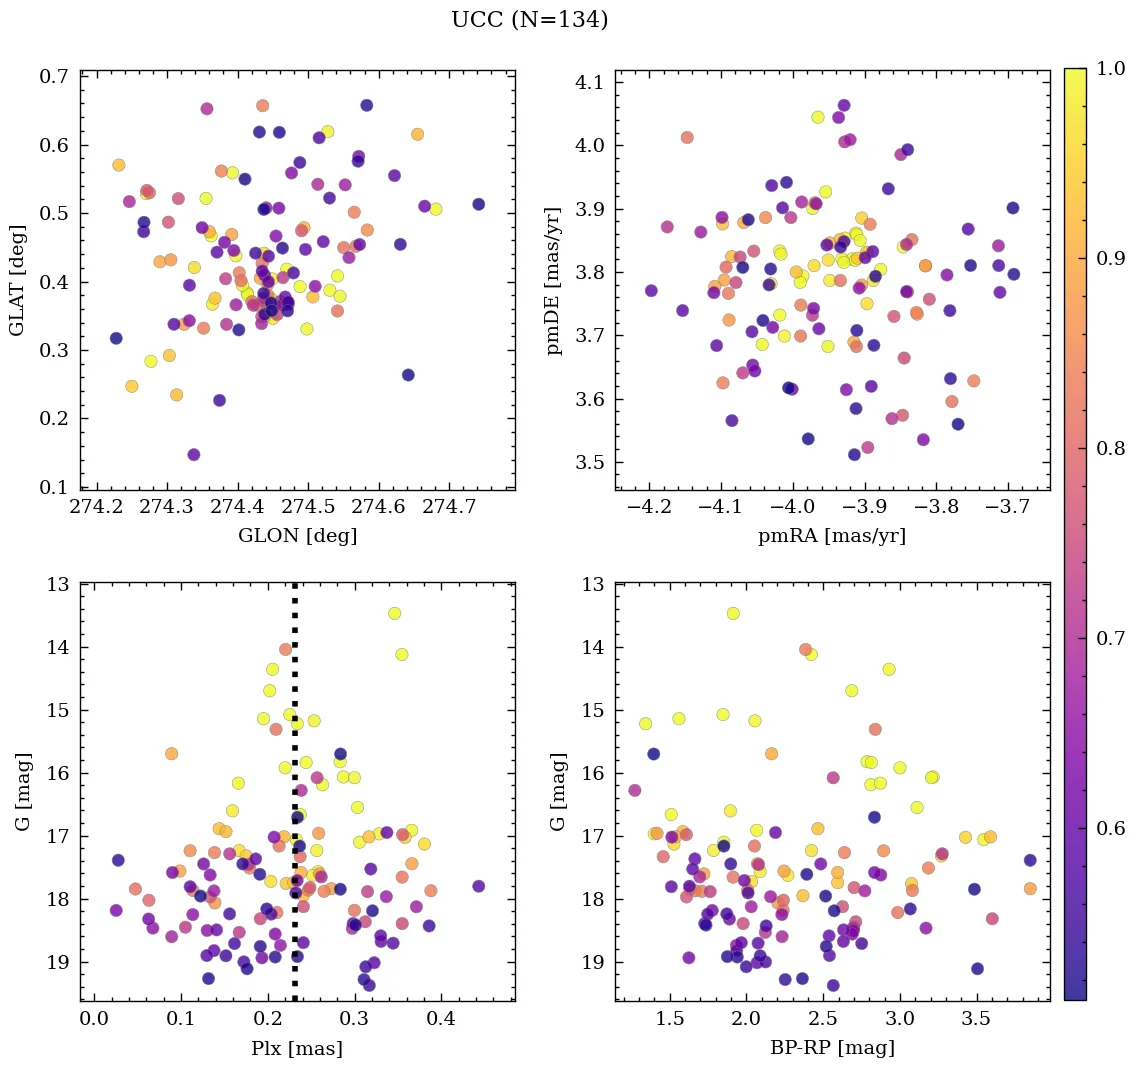 UCC (N=134)
0.7
0.6
0.5
0.4
0.3
0.2
0.1
GLAT [deg]
274.2 274.3 274.4 274.5 274.6 274.7
GLON [deg]
4.1
4.0
3.9
3.8
3.7
3.6
3.5
pmDE [mas/yr]
−4.2 −4.1 −4.0 −3.9 −3.8 −3.7
pmRA [mas/yr]
1.0
0.9
0.8
0.7
0.6
13
14
15
16
17
18
19
G [mag]
0.0 0.1 0.2 0.3 0.4
Plx [mas]
13
14
15
16
17
18
19
G [mag]
1.5 2.0 2.5 3.0 3.5
BP-RP [mag]